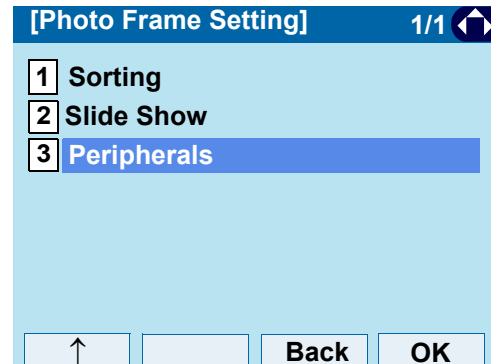 [Photo Frame Setting] 1/1
1 Sorting
2 Slide Show
3 Peripherals
↑ Back OK